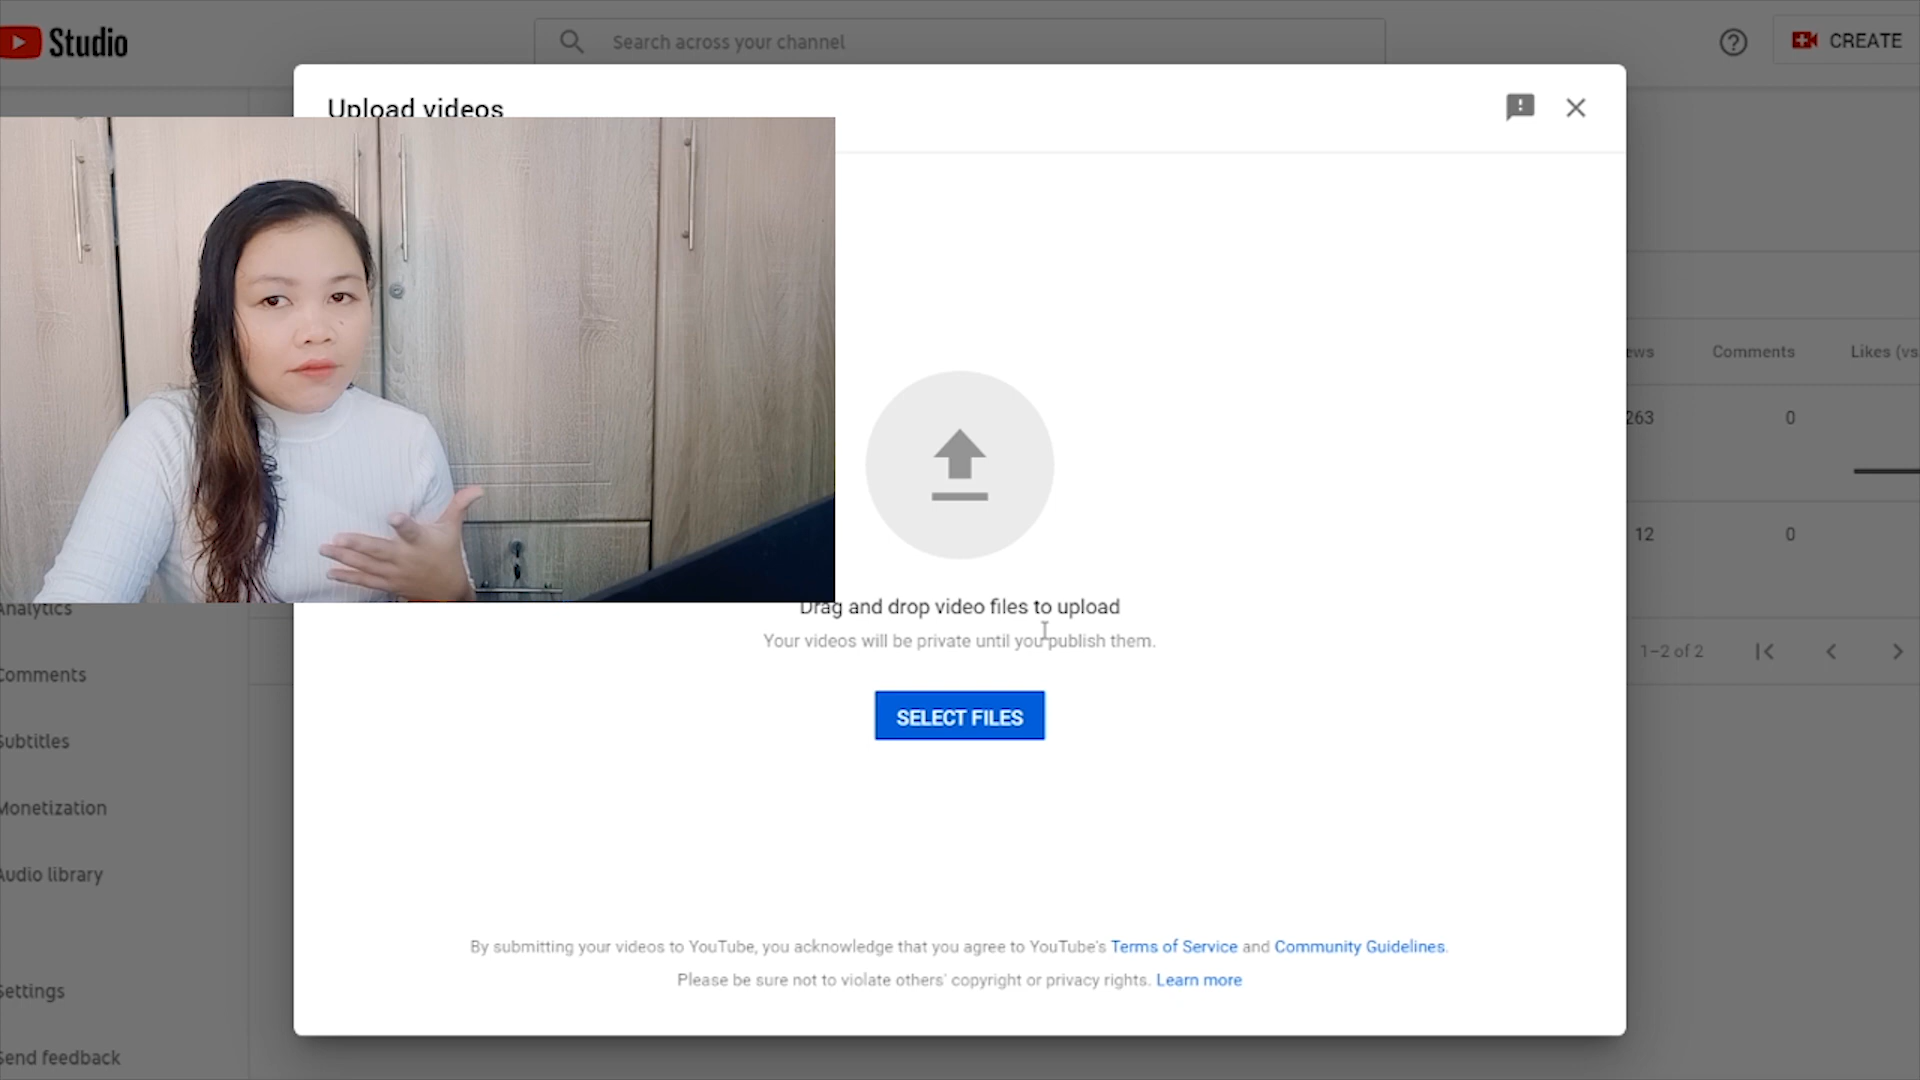 Studio
Search across your channel
CREATE
Upload videos
Comments
Likes (vs
263
0
12
0
Analytics
Drag and drop video files to upload
Your videos will be private until you publish them.
1–2 of 2
Comments
SELECT FILES
Subtitles
Monetization
Audio library
By submitting your videos to YouTube, you acknowledge that you agree to YouTube's Terms of Service and Community Guidelines.
Please be sure not to violate others' copyright or privacy rights. Learn more
Settings
Send feedback